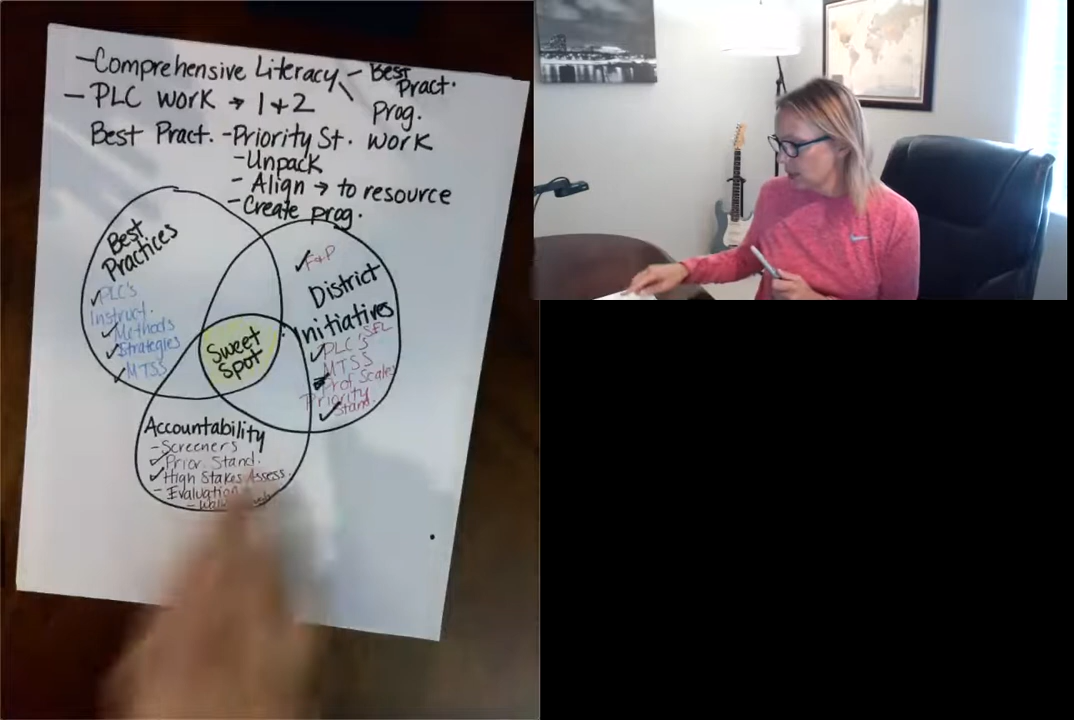 - Comprehensive Literacy - Best Pract.
- PLC work → 1 + 2 Prog.
Best Pract. - Priority St. work
- Unpack
- Align → to resource
- Create prog.
Best
Practices
✓PLC's
Instruct.
✓Methods
✓Strategies
✓MTSS
✓F&P
District
Initiatives
SEL
✓PLC's
MTSS
Prof Scales
Priority
✓Stand.
Sweet
Spot
Accountability
- Screeners
✓Prior. Stand.
✓High Stakes Assess.
- Evaluation